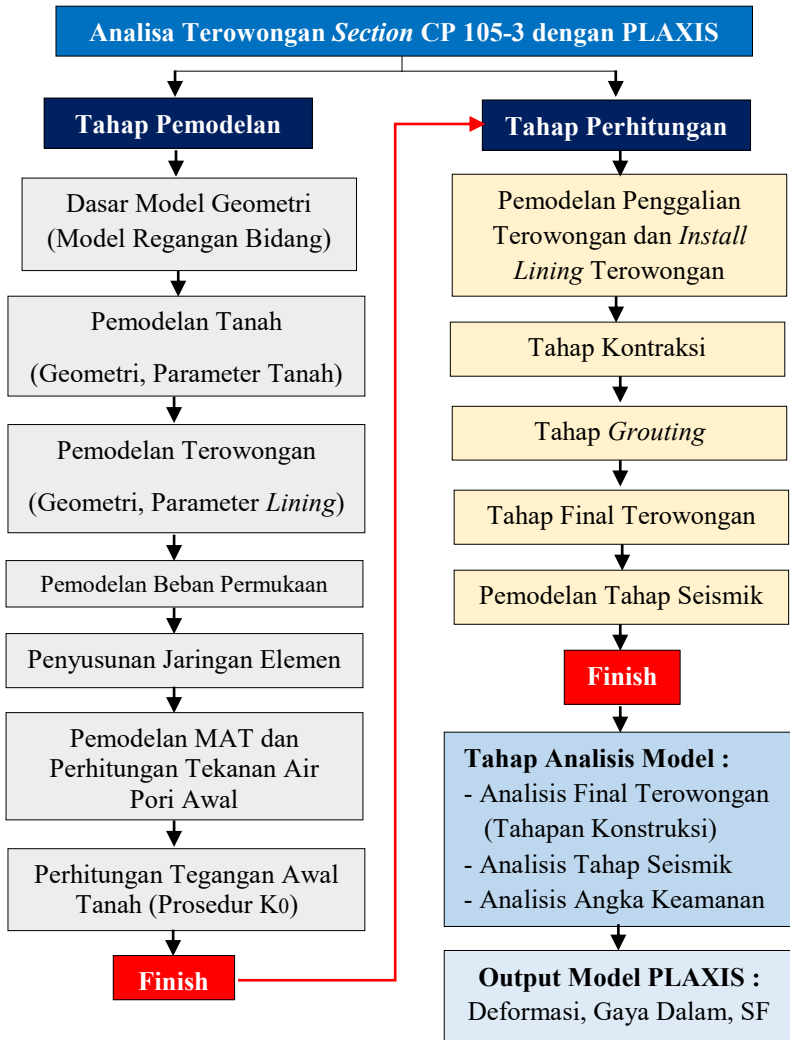 Analisa Terowongan Section CP 105-3 dengan PLAXIS
Tahap Pemodelan
Dasar Model Geometri
(Model Regangan Bidang)
Pemodelan Tanah
(Geometri, Parameter Tanah)
Pemodelan Terowongan
(Geometri, Parameter Lining)
Pemodelan Beban Permukaan
Penyusunan Jaringan Elemen
Pemodelan MAT dan
Perhitungan Tekanan Air
Pori Awal
Perhitungan Tegangan Awal
Tanah (Prosedur K0)
Finish
Tahap Perhitungan
Pemodelan Penggalian
Terowongan dan Install
Lining Terowongan
Tahap Kontraksi
Tahap Grouting
Tahap Final Terowongan
Pemodelan Tahap Seismik
Finish
Tahap Analisis Model :
- Analisis Final Terowongan
(Tahapan Konstruksi)
- Analisis Tahap Seismik
- Analisis Angka Keamanan
Output Model PLAXIS :
Deformasi, Gaya Dalam, SF